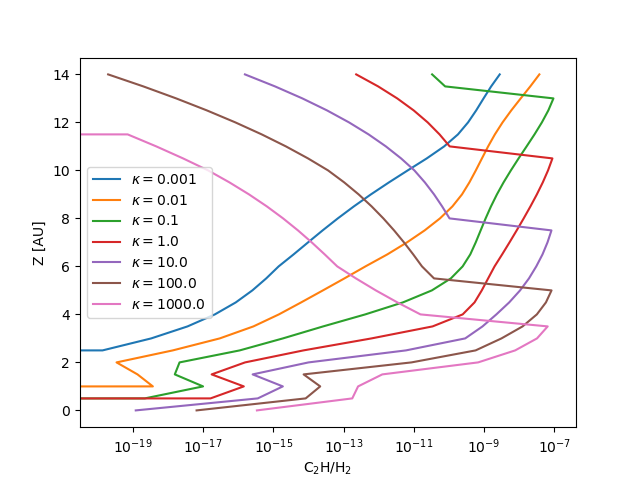 14
12
10
8
6
4
2
0
Z [AU]
κ = 0.001
κ = 0.01
κ = 0.1
κ = 1.0
κ = 10.0
κ = 100.0
κ = 1000.0
10⁻¹⁹ 10⁻¹⁷ 10⁻¹⁵ 10⁻¹³ 10⁻¹¹ 10⁻⁹ 10⁻⁷
C₂H/H₂